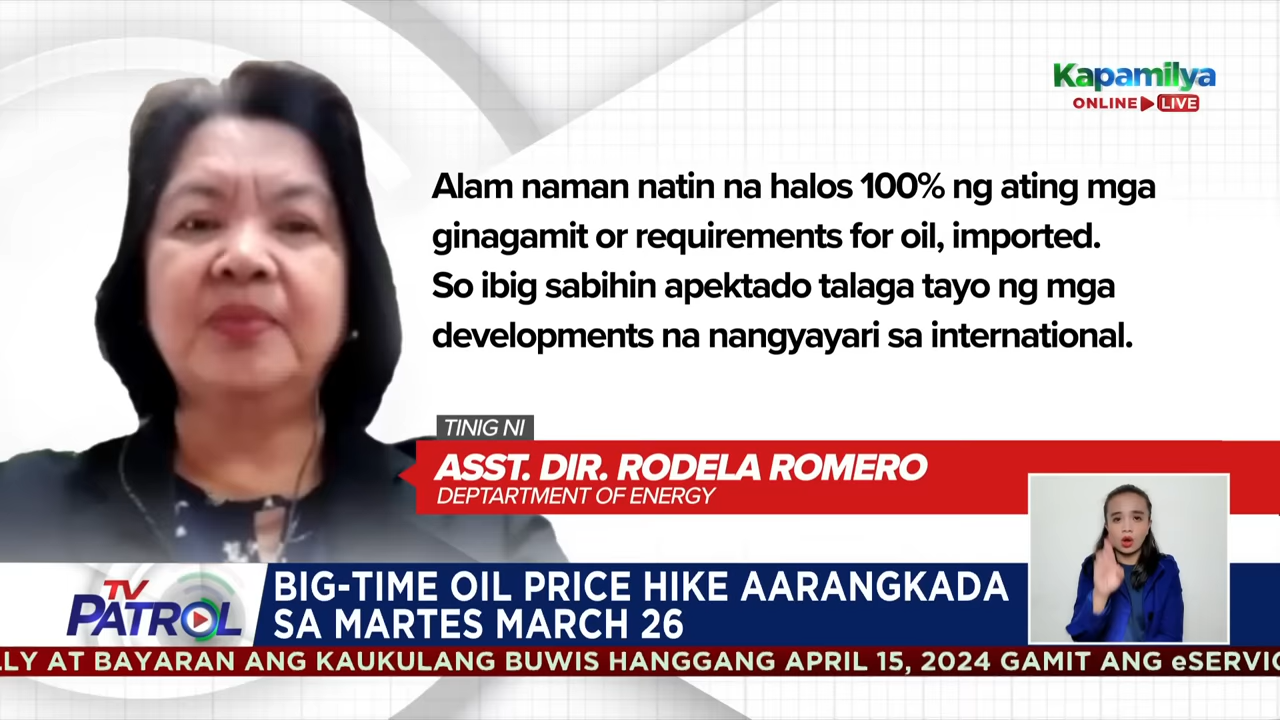 Kapamilya
ONLINE LIVE
Alam naman natin na halos 100% ng ating mga
ginagamit or requirements for oil, imported.
So ibig sabihin apektado talaga tayo ng mga
developments na nangyayari sa international.
TINIG NI
ASST. DIR. RODELA ROMERO
DEPTARTMENT OF ENERGY
TV
PATROL
BIG-TIME OIL PRICE HIKE AARANGKADA
SA MARTES MARCH 26
LLY AT BAYARAN ANG KAUKULANG BUWIS HANGGANG APRIL 15, 2024 GAMIT ANG eSERVIC